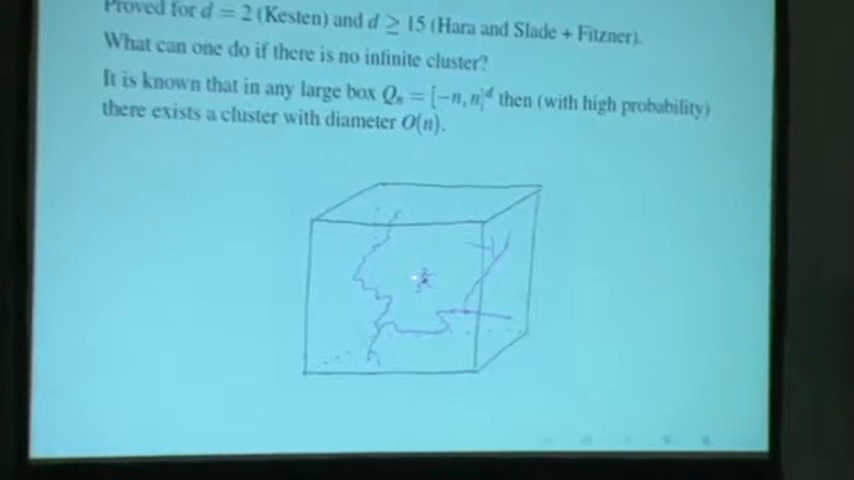 Proved for d = 2 (Kesten) and d ≥ 15 (Hara and Slade + Fitzner).
What can one do if there is no infinite cluster?
It is known that in any large box Qₙ = [−n, n]ᵈ then (with high probability)
there exists a cluster with diameter O(n).